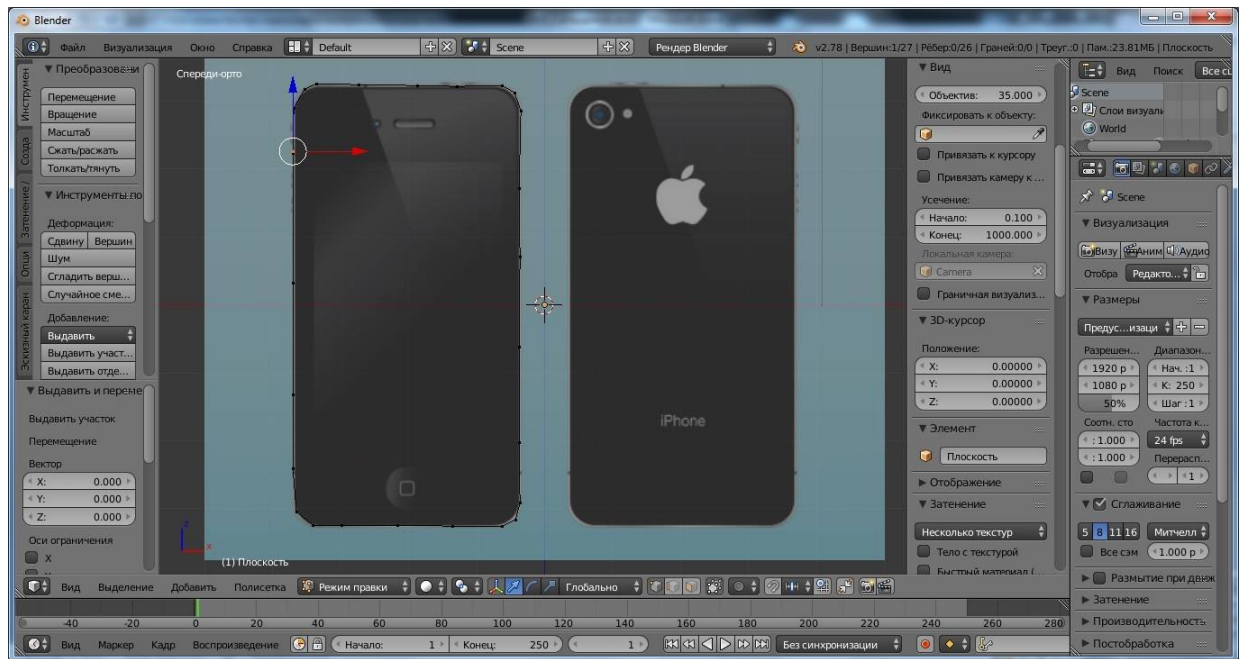 Blender
Файл Визуализация Окно Справка Default Scene Рендер Blender v2.78 | Вершин:1/27 | Рёбер:0/26 | Граней:0/0 | Треуг.:0 | Пам.:23.81МБ | Плоскость
Инструмен
Созда
Затенение /
Опци
Эскизный каран
Преобразовани
Перемещение
Вращение
Масштаб
Сжать/расжать
Толкать/тянуть
Инструменты по
Деформация:
Сдвину Вершин
Шум
Сгладить верш...
Случайное сме...
Добавление:
Выдавить
Выдавить участ...
Выдавить отде...
Выдавить и переме
Выдавить участок
Перемещение
Вектор
X: 0.000
Y: 0.000
Z: 0.000
Оси ограничения
X
Спереди-орто
iPhone
z
x
(1) Плоскость
Вид
Объектив: 35.000
Фиксировать к объекту:
Привязать к курсору
Привязать камеру к ...
Усечение:
Начало: 0.100
Конец: 1000.000
Локальная камера:
Camera
Граничная визуализ...
3D-курсор
Положение:
X: 0.00000
Y: 0.00000
Z: 0.00000
Элемент
Плоскость
Отображение
Затенение
Несколько текстур
Тело с текстурой
Быстрый материал (
Вид Поиск Все сц
Scene
Слои визуали
World
Scene
Визуализация
Визу Аним Аудио
Отобра Редакто...
Размеры
Предус...изаци
Разрешен... Диапазон...
1920 p Нач. :1
1080 p К: 250
50% Шаг :1
Соотн. сто Частота к...
: 1.000 24 fps
: 1.000 Перерасп...
1
Сглаживание
5 8 11 16 Митчелл
Все сэм 1.000 p
Размытие при движ
Затенение
Производительность
Постобработка
Вид Выделение Добавить Полисетка Режим правки Глобально
-40 -20 0 20 40 60 80 100 120 140 160 180 200 220 240 260 280
Вид Маркер Кадр Воспроизведение Начало: 1 Конец: 250 1 Без синхронизации